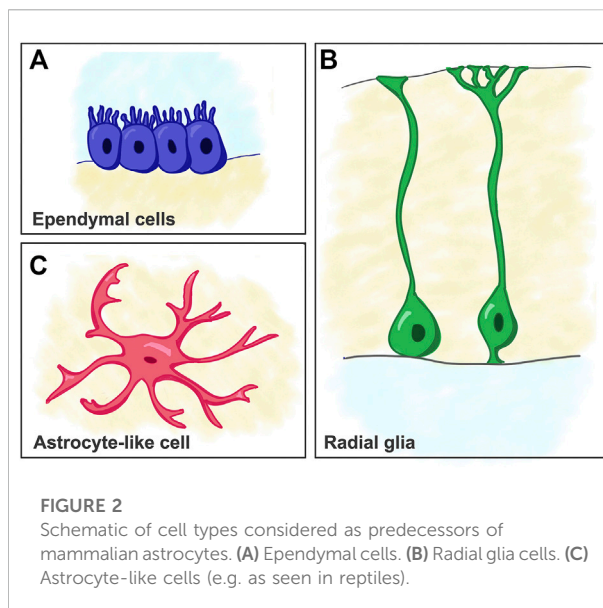 A
Ependymal cells
B
Radial glia
C
Astrocyte-like cell
FIGURE 2
Schematic of cell types considered as predecessors of
mammalian astrocytes. (A) Ependymal cells. (B) Radial glia cells. (C)
Astrocyte-like cells (e.g. as seen in reptiles).